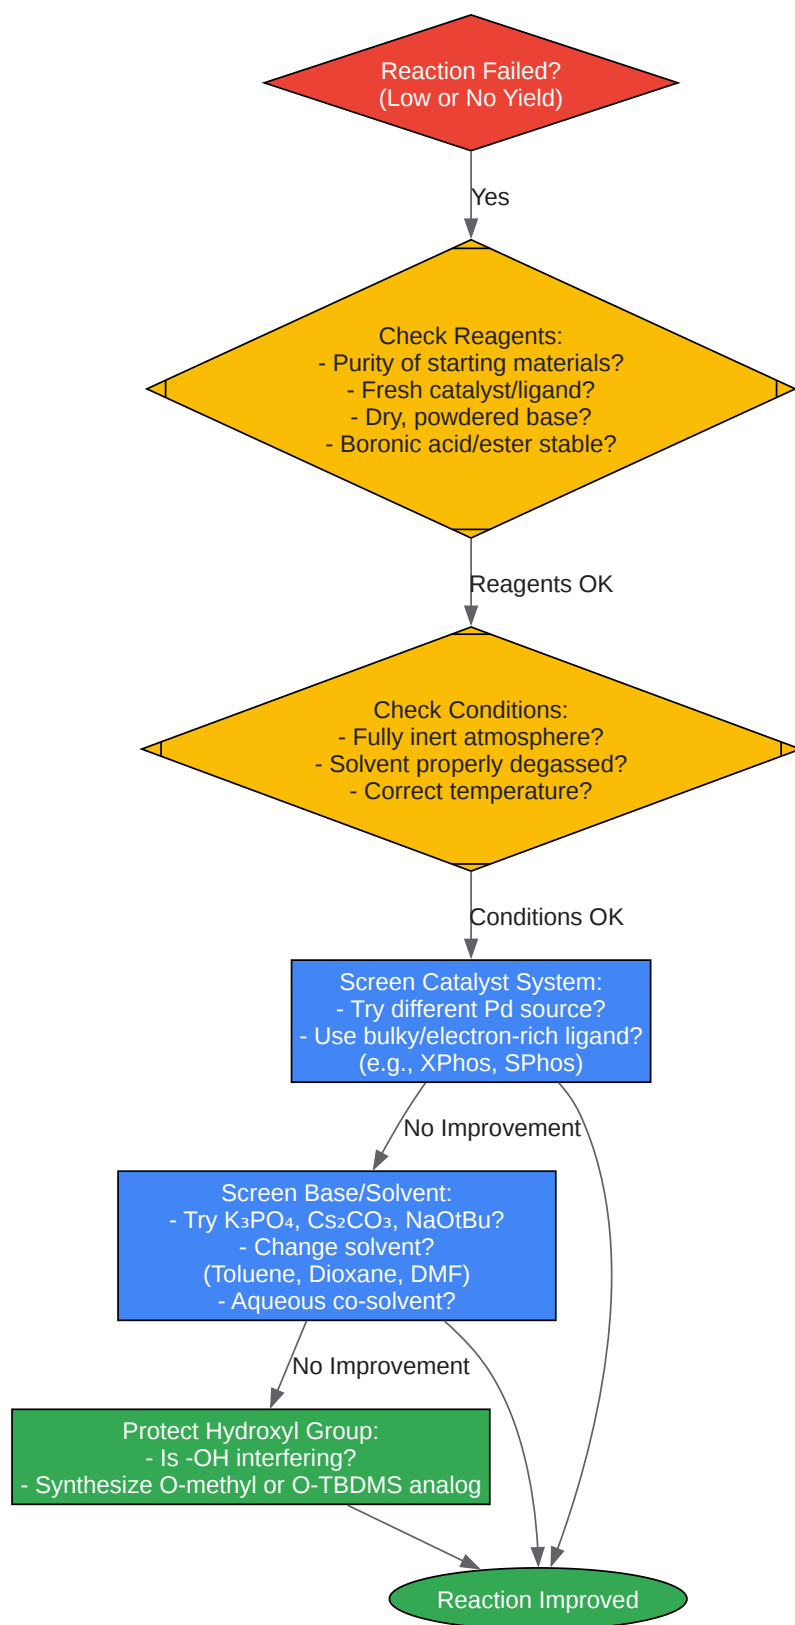 Reaction Failed?
(Low or No Yield)
Yes
Check Reagents:
- Purity of starting materials?
- Fresh catalyst/ligand?
- Dry, powdered base?
- Boronic acid/ester stable?
Reagents OK
Check Conditions:
- Fully inert atmosphere?
- Solvent properly degassed?
- Correct temperature?
Conditions OK
Screen Catalyst System:
- Try different Pd source?
- Use bulky/electron-rich ligand?
(e.g., XPhos, SPhos)
No Improvement
Screen Base/Solvent:
- Try K₃PO₄, Cs₂CO₃, NaOtBu?
- Change solvent?
(Toluene, Dioxane, DMF)
- Aqueous co-solvent?
No Improvement
Protect Hydroxyl Group:
- Is -OH interfering?
- Synthesize O-methyl or O-TBDMS analog
Reaction Improved